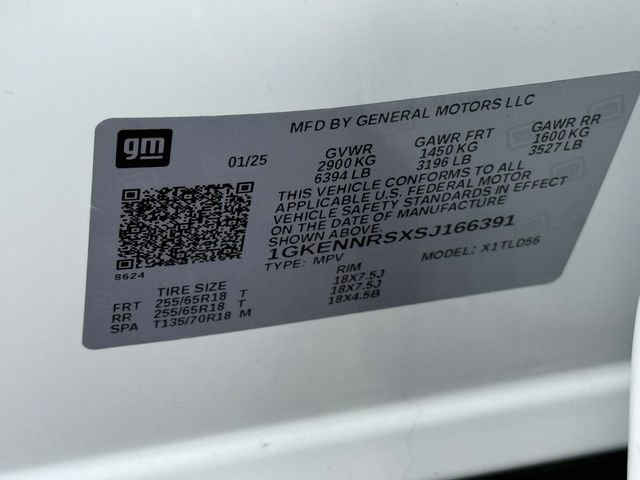 MFD BY GENERAL MOTORS LLC
gm
01/25
GVWR GAWR FRT GAWR RR
2900 KG 1450 KG 1600 KG
6394 LB 3196 LB 3527 LB
THIS VEHICLE CONFORMS TO ALL
APPLICABLE U.S. FEDERAL MOTOR
VEHICLE SAFETY STANDARDS IN EFFECT
ON THE DATE OF MANUFACTURE
SHOWN ABOVE.
1GKENNRSXSJ166391
TYPE: MPV MODEL: X1TLD56
8624
TIRE SIZE RIM
FRT 255/65R18 T 18X7.5J
RR 255/65R18 T 18X7.5J
SPA T135/70R18 M 18X4.5B